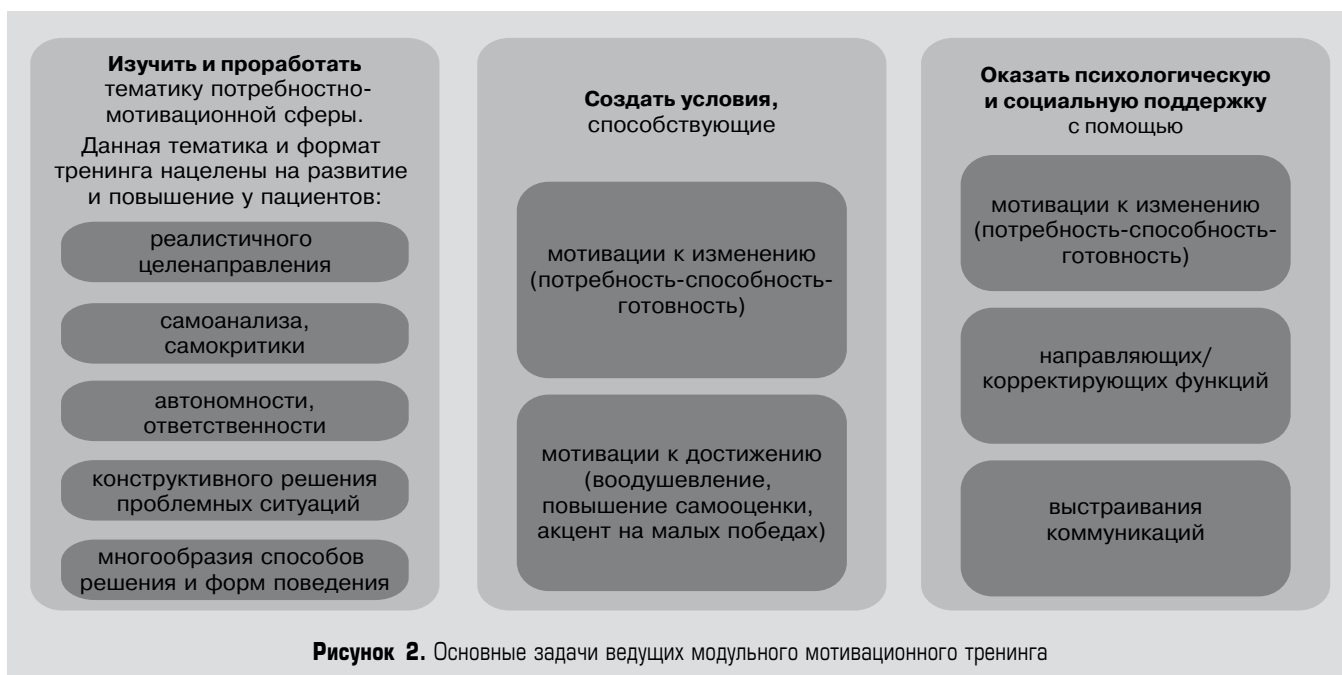 Изучить и проработать
тематику потребностно-
мотивационной сферы.
Данная тематика и формат
тренинга нацелены на развитие
и повышение у пациентов:
реалистичного
целенаправления
самоанализа,
самокритики
автономности,
ответственности
конструктивного решения
проблемных ситуаций
многообразия способов
решения и форм поведения
Создать условия,
способствующие
мотивации к изменению
(потребность-способность-
готовность)
мотивации к достижению
(воодушевление,
повышение самооценки,
акцент на малых победах)
Оказать психологическую
и социальную поддержку
с помощью
мотивации к изменению
(потребность-способность-
готовность)
направляющих/
корректирующих функций
выстраивания
коммуникаций
Рисунок 2. Основные задачи ведущих модульного мотивационного тренинга